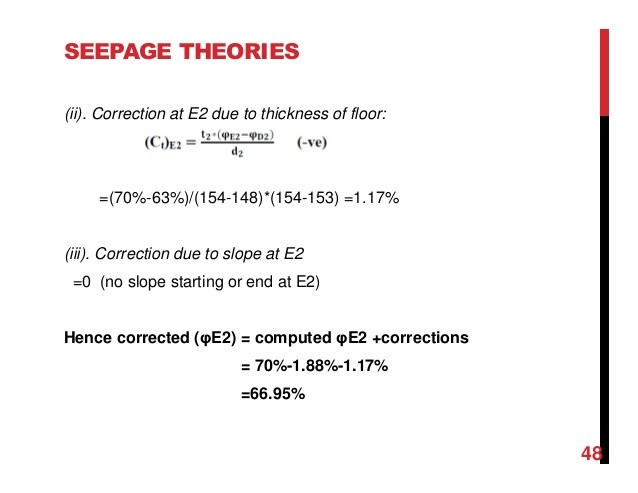 SEEPAGE THEORIES
(ii). Correction at E2 due to thickness of floor:
(Ct)E2 = t2*(φE2−φD2)/d2 (-ve)
=(70%-63%)/(154-148)*(154-153) =1.17%
(iii). Correction due to slope at E2
=0 (no slope starting or end at E2)
Hence corrected (φE2) = computed φE2 +corrections
= 70%-1.88%-1.17%
=66.95%
48